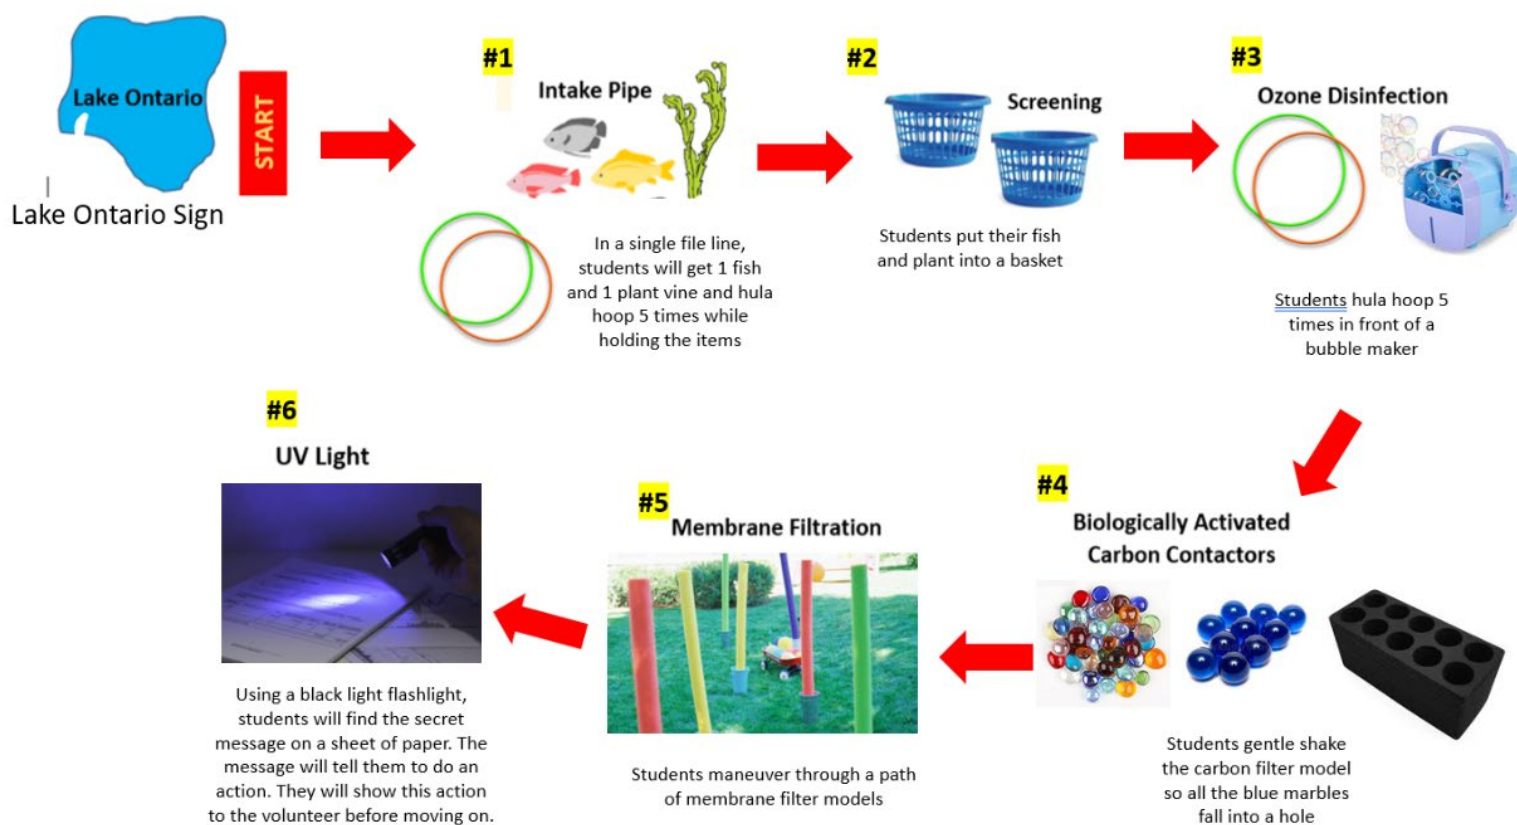 Lake Ontario
START
Lake Ontario Sign
#1
Intake Pipe
In a single file line,
students will get 1 fish
and 1 plant vine and hula
hoop 5 times while
holding the items
#2
Screening
Students put their fish
and plant into a basket
#3
Ozone Disinfection
Students hula hoop 5
times in front of a
bubble maker
#4
Biologically Activated
Carbon Contactors
Students gentle shake
the carbon filter model
so all the blue marbles
fall into a hole
#5
Membrane Filtration
Students maneuver through a path
of membrane filter models
#6
UV Light
Using a black light flashlight,
students will find the secret
message on a sheet of paper. The
message will tell them to do an
action. They will show this action
to the volunteer before moving on.